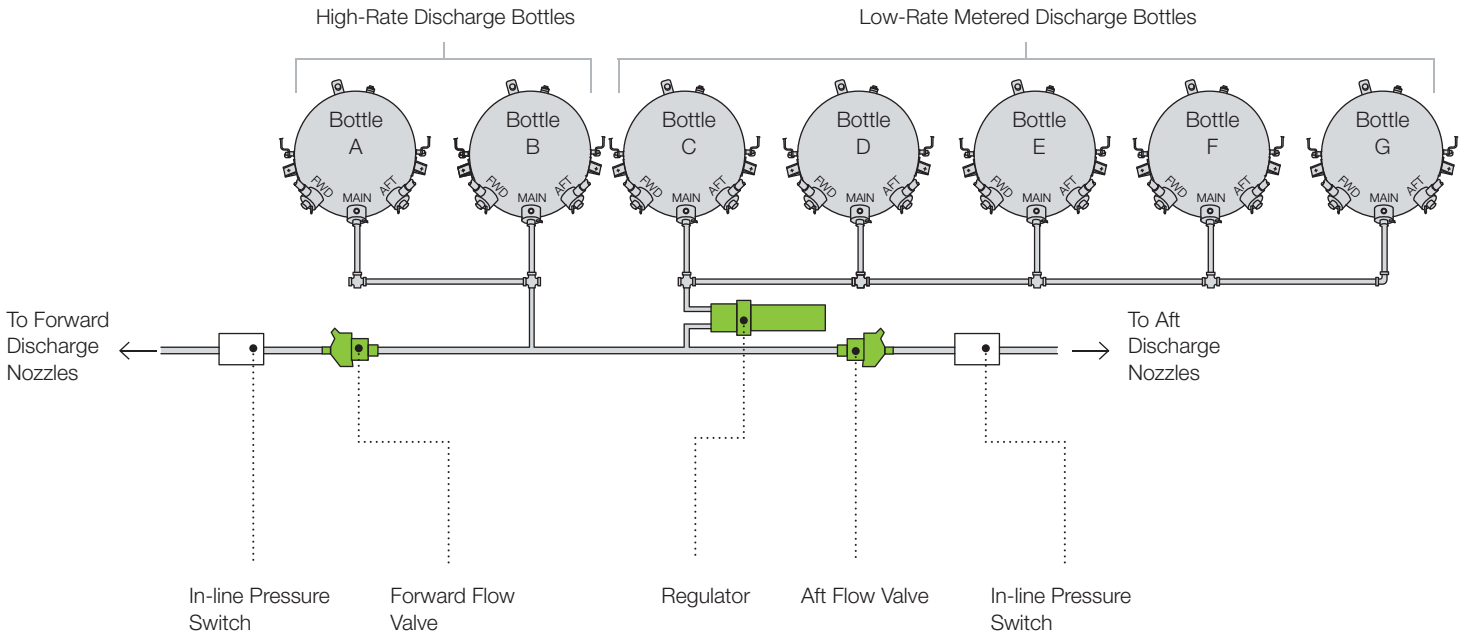 High-Rate Discharge Bottles
Low-Rate Metered Discharge Bottles
Bottle
A
FWD
MAIN
AFT
Bottle
B
FWD
MAIN
AFT
Bottle
C
FWD
MAIN
AFT
Bottle
D
FWD
MAIN
AFT
Bottle
E
FWD
MAIN
AFT
Bottle
F
FWD
MAIN
AFT
Bottle
G
FWD
MAIN
AFT
To Forward
Discharge
Nozzles
To Aft
Discharge
Nozzles
In-line Pressure
Switch
Forward Flow
Valve
Regulator
Aft Flow Valve
In-line Pressure
Switch